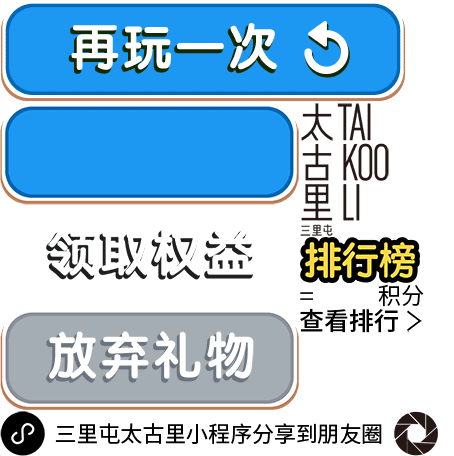 再玩一次
太古里
TAI
KOO
LI
三里屯
领取权益
排行榜
= 积分
查看排行 >
放弃礼物
三里屯太古里小程序分享到朋友圈